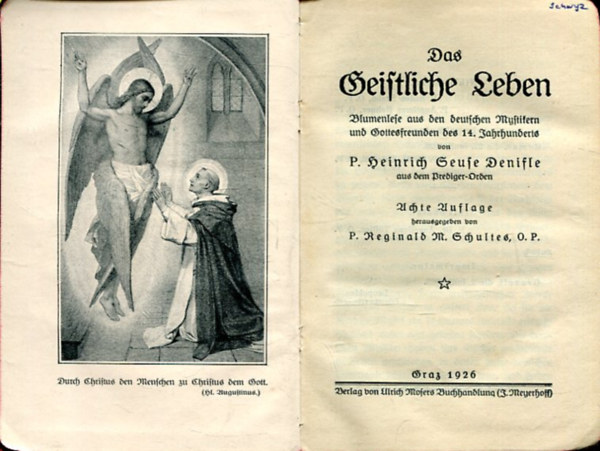 Durch Christus den Menschen zu Christus dem Gott.
(Hl. Augustinus.)
Das
Geistliche Leben
Blumenlese aus den deutschen Mystikern
und Gottesfreunden des 14. Jahrhunderts
von
P. Heinrich Seuse Denifle
aus dem Prediger-Orden
Achte Auflage
herausgegeben von
P. Reginald M. Schultes, O. P.
Graz 1926
Verlag von Ulrich Mosers Buchhandlung (J. Meyerhoff)